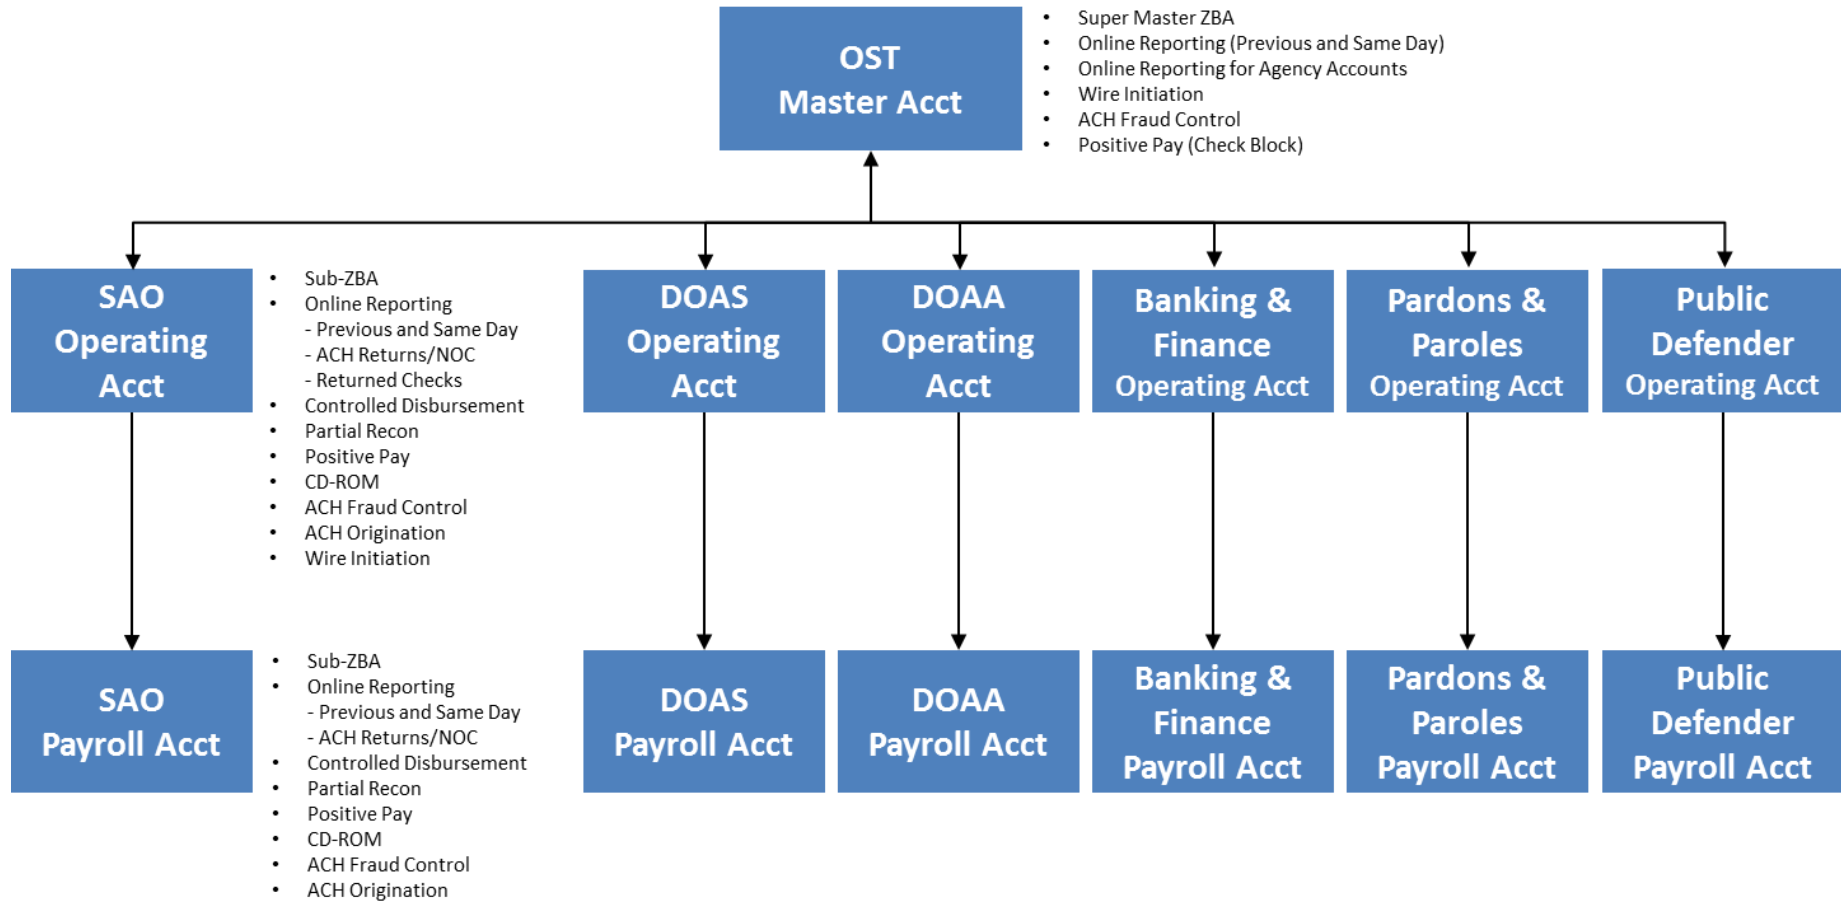 OST
Master Acct
• Super Master ZBA
• Online Reporting (Previous and Same Day)
• Online Reporting for Agency Accounts
• Wire Initiation
• ACH Fraud Control
• Positive Pay (Check Block)
SAO
Operating
Acct
• Sub-ZBA
• Online Reporting
- Previous and Same Day
- ACH Returns/NOC
- Returned Checks
• Controlled Disbursement
• Partial Recon
• Positive Pay
• CD-ROM
• ACH Fraud Control
• ACH Origination
• Wire Initiation
DOAS
Operating
Acct
DOAA
Operating
Acct
Banking &
Finance
Operating Acct
Pardons &
Paroles
Operating Acct
Public
Defender
Operating Acct
SAO
Payroll Acct
• Sub-ZBA
• Online Reporting
- Previous and Same Day
- ACH Returns/NOC
• Controlled Disbursement
• Partial Recon
• Positive Pay
• CD-ROM
• ACH Fraud Control
• ACH Origination
DOAS
Payroll Acct
DOAA
Payroll Acct
Banking &
Finance
Payroll Acct
Pardons &
Paroles
Payroll Acct
Public
Defender
Payroll Acct